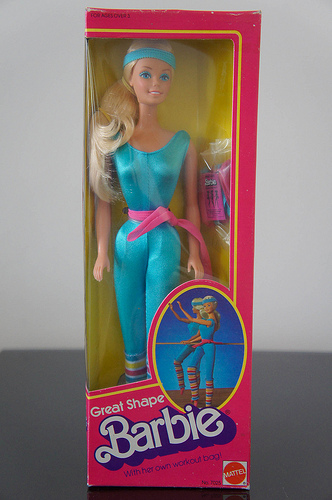 Great Shape
Barbie
With her own workout bag!
MATTEL